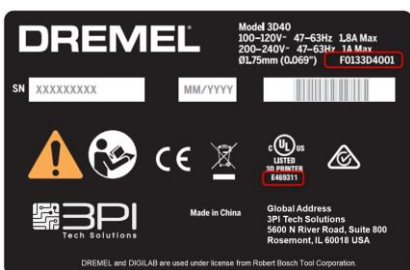 DREMEL
Model 3D40
100-120V~ 47-63Hz 1,8A Max
200-240V~ 47-63Hz 1A Max
Ø1.75mm (0.069") F0133D4001
SN XXXXXXXXX MM/YYYY
CE
C UL US
LISTED
3D PRINTER
E469311
3PI
Tech Solutions
Made in China
Global Address
3PI Tech Solutions
5600 N River Road, Suite 800
Rosemont, IL 60018 USA
DREMEL and DIGILAB are used under license from Robert Bosch Tool Corporation.